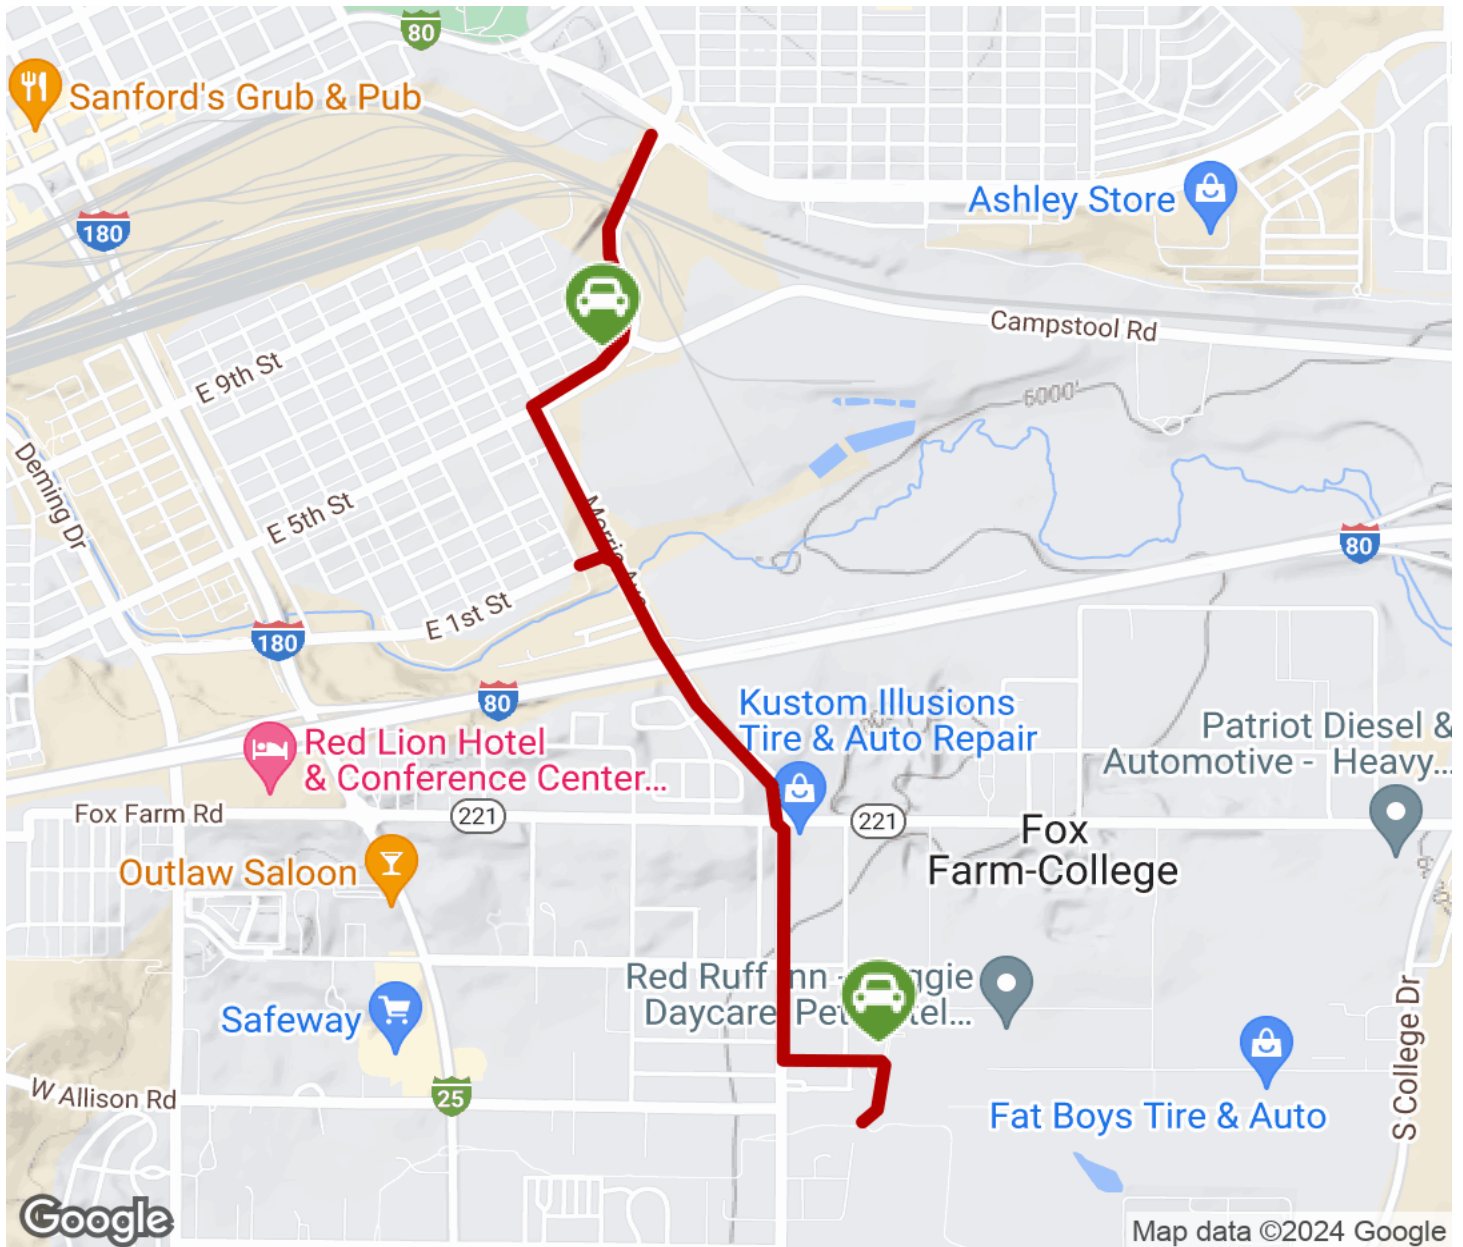 80
Sanford's Grub & Pub
Ashley Store
180
Campstool Rd
E 9th St
6000'
Deming Dr
E 5th St
80
E 1st St
180
80
Kustom Illusions
Tire & Auto Repair
Patriot Diesel &
Automotive - Heavy...
Red Lion Hotel
& Conference Center...
Fox Farm Rd
221
221
Fox
Farm-College
Outlaw Saloon
Red Ruff
Daycare
Safeway
S College Dr
W Allison Rd
25
Fat Boys Tire & Auto
Google
Map data ©2024 Google